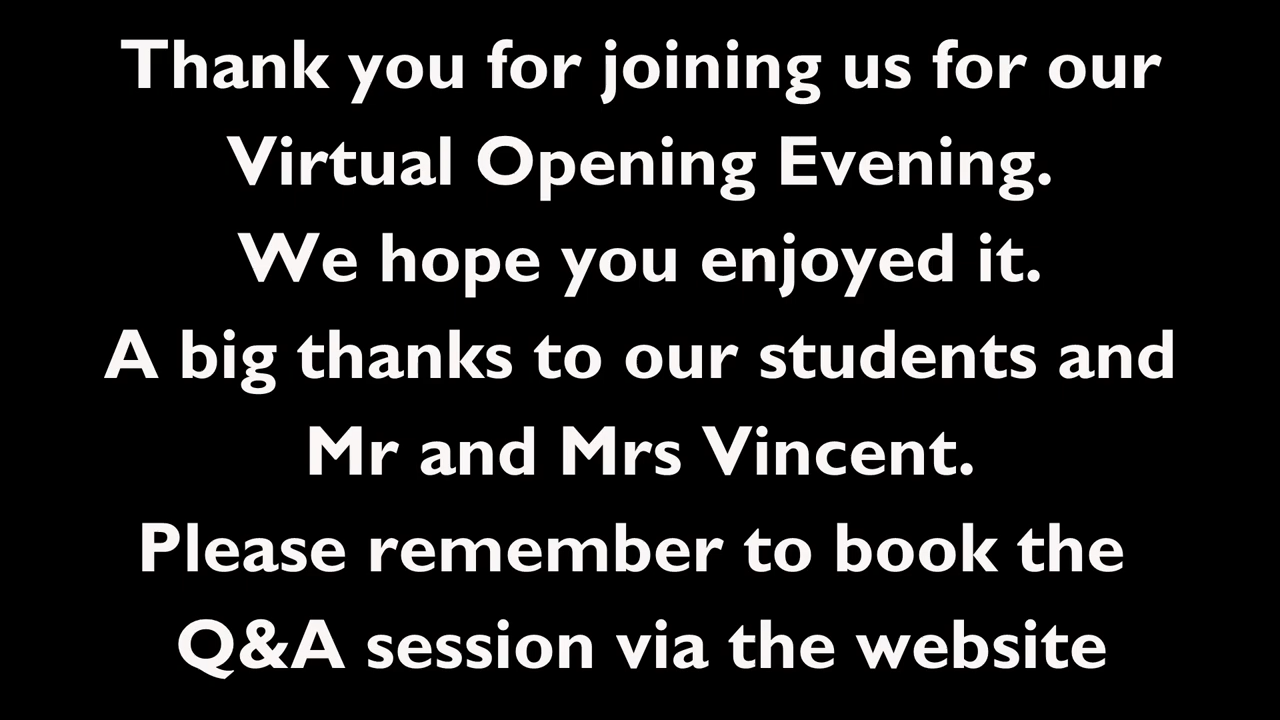 Thank you for joining us for our
Virtual Opening Evening.
We hope you enjoyed it.
A big thanks to our students and
Mr and Mrs Vincent.
Please remember to book the
Q&A session via the website